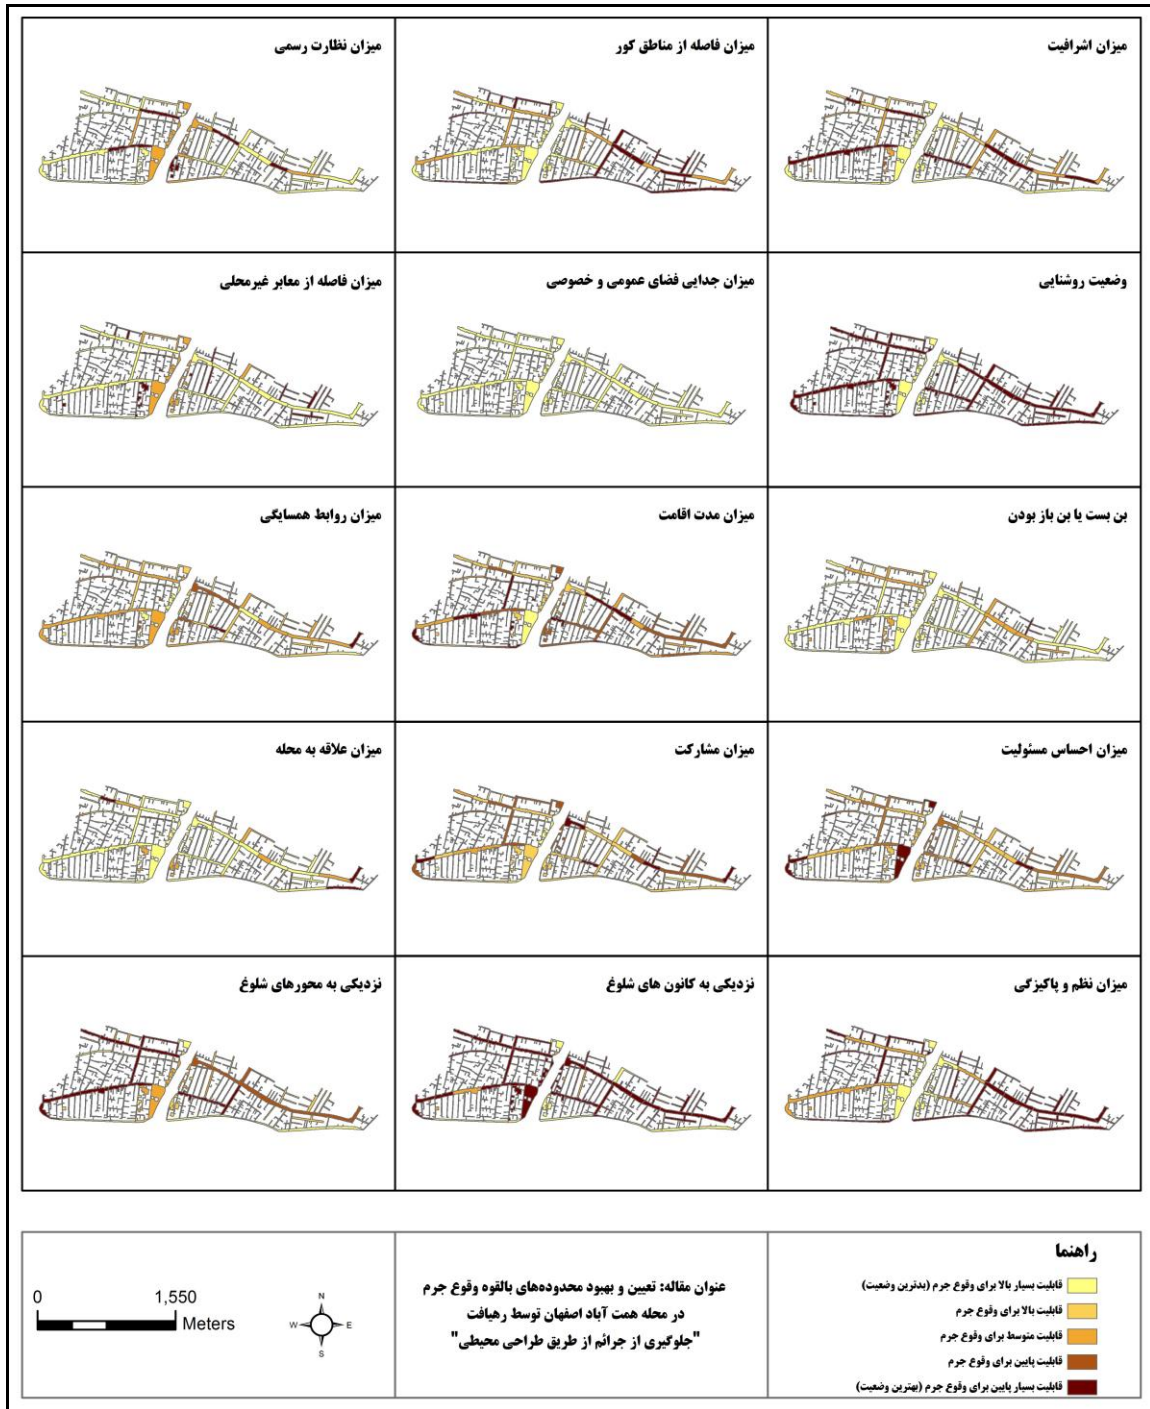 میزان اشرافیت
میزان فاصله از مناطق کور
میزان نظارت رسمی
وضعیت روشنایی
میزان جدایی فضای عمومی و خصوصی
میزان فاصله از معابر غیرمحلی
بن بست یا بن باز بودن
میزان مدت اقامت
میزان روابط همسایگی
میزان احساس مسئولیت
میزان مشارکت
میزان علاقه به محله
میزان نظم و پاکیزگی
نزدیکی به کانون های شلوغ
نزدیکی به محورهای شلوغ
راهنما
قابلیت بسیار بالا برای وقوع جرم (بدترین وضعیت)
قابلیت بالا برای وقوع جرم
قابلیت متوسط برای وقوع جرم
قابلیت پایین برای وقوع جرم
قابلیت بسیار پایین برای وقوع جرم (بهترین وضعیت)
عنوان مقاله: تعیین و بهبود محدوده‌های بالقوه وقوع جرم
در محله همت آباد اصفهان توسط رهیافت
"جلوگیری از جرائم از طریق طراحی محیطی"
N
W E
S
0 1,550
Meters